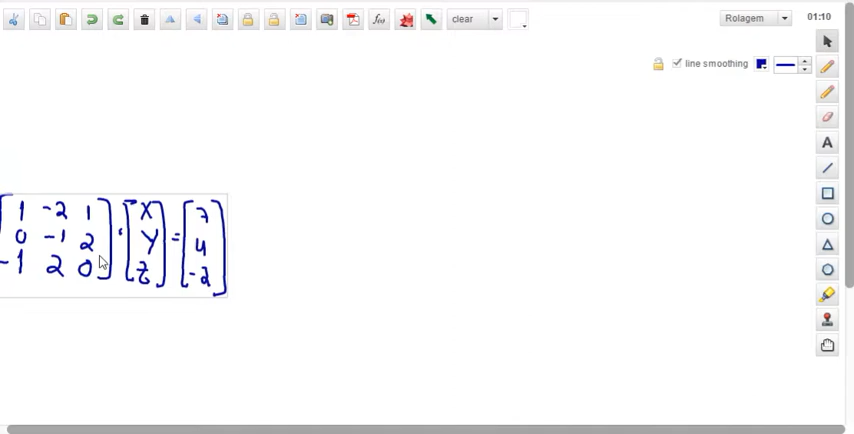 clear
Rolagem
01:10
line smoothing
1 -2 1 X 7
0 -1 2 · Y = 4
-1 2 0 Z -2